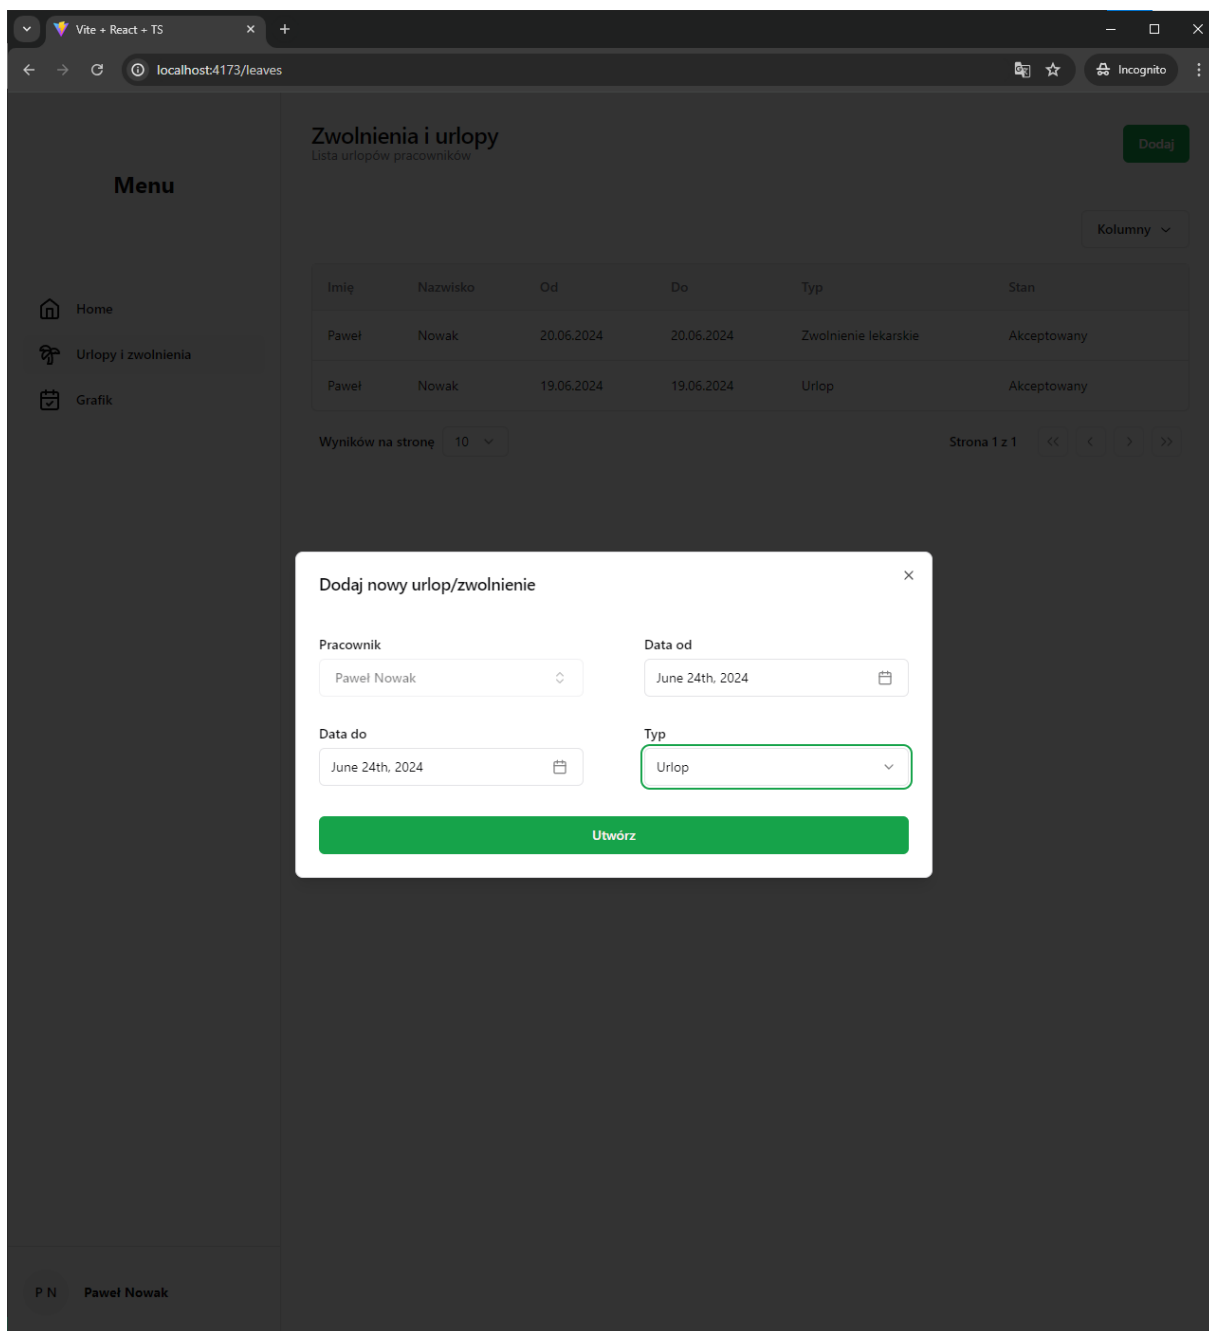 Vite + React + TS
localhost:4173/leaves
Incognito
Menu
Home
Urlopy i zwolnienia
Grafik
Zwolnienia i urlopy
Lista urlopów pracowników
Dodaj
Kolumny
Imię Nazwisko Od Do Typ Stan
Paweł Nowak 20.06.2024 20.06.2024 Zwolnienie lekarskie Akceptowany
Paweł Nowak 19.06.2024 19.06.2024 Urlop Akceptowany
Wyników na stronę 10 Strona 1 z 1
Dodaj nowy urlop/zwolnienie
Pracownik Data od
Paweł Nowak June 24th, 2024
Data do Typ
June 24th, 2024 Urlop
Utwórz
P N Paweł Nowak